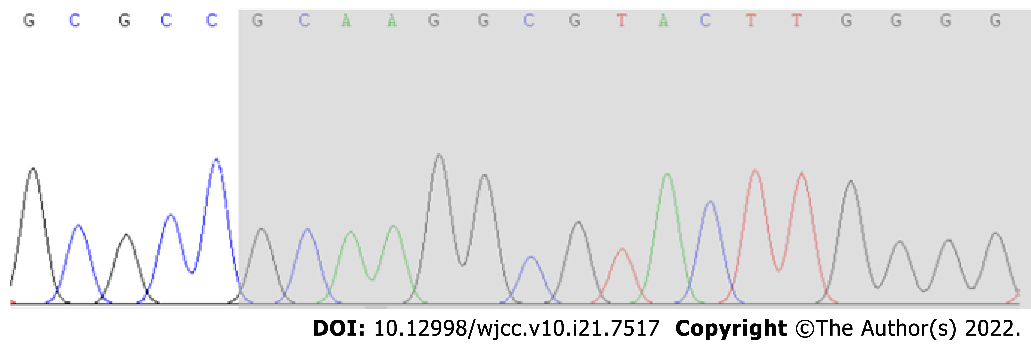 G C G C C G C A A G G C G T A C T T G G G G
DOI: 10.12998/wjcc.v10.i21.7517 Copyright ©The Author(s) 2022.